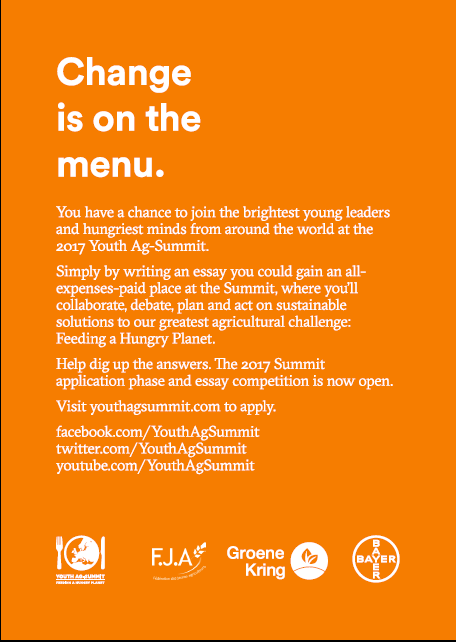 Change
is on the
menu.
You have a chance to join the brightest young leaders
and hungriest minds from around the world at the
2017 Youth Ag-Summit.
Simply by writing an essay you could gain an all-
expenses-paid place at the Summit, where you'll
collaborate, debate, plan and act on sustainable
solutions to our greatest agricultural challenge:
Feeding a Hungry Planet.
Help dig up the answers. The 2017 Summit
application phase and essay competition is now open.
Visit youthagsummit.com to apply.
facebook.com/YouthAgSummit
twitter.com/YouthAgSummit
youtube.com/YouthAgSummit
YOUTH AG-SUMMIT
FEEDING A HUNGRY PLANET
F.J.A
Groene
Kring
BAYER
BAYER